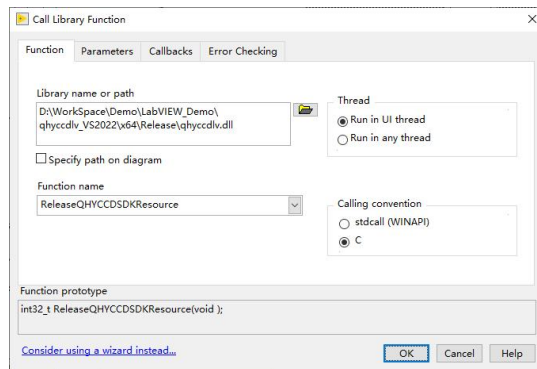 Call Library Function
Function Parameters Callbacks Error Checking
Library name or path
D:\WorkSpace\Demo\LabVIEW_Demo\
qhyccdlv_VS2022\x64\Release\qhyccdlv.dll
Specify path on diagram
Function name
ReleaseQHYCCDSDKResource
Thread
Run in UI thread
Run in any thread
Calling convention
stdcall (WINAPI)
C
Function prototype
int32_t ReleaseQHYCCDSDKResource(void );
Consider using a wizard instead...
OK Cancel Help